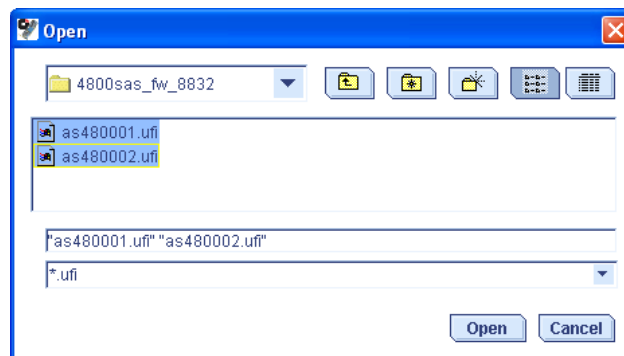 Open
4800sas_fw_8832
as480001.ufi
as480002.ufi
"as480001.ufi" "as480002.ufi"
*.ufi
Open Cancel